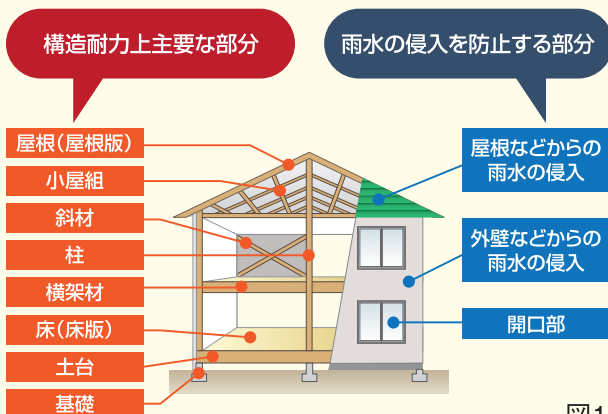 構造耐力上主要な部分
雨水の侵入を防止する部分
屋根(屋根版)
小屋組
斜材
柱
横架材
床(床版)
土台
基礎
屋根などからの
雨水の侵入
外壁などからの
雨水の侵入
開口部
図1